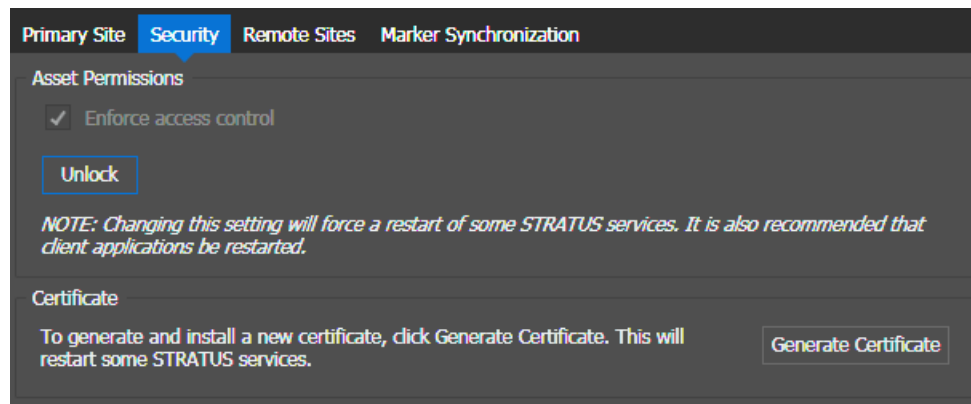 Primary Site Security Remote Sites Marker Synchronization
Asset Permissions
Enforce access control
Unlock
NOTE: Changing this setting will force a restart of some STRATUS services. It is also recommended that
client applications be restarted.
Certificate
To generate and install a new certificate, click Generate Certificate. This will
restart some STRATUS services.
Generate Certificate